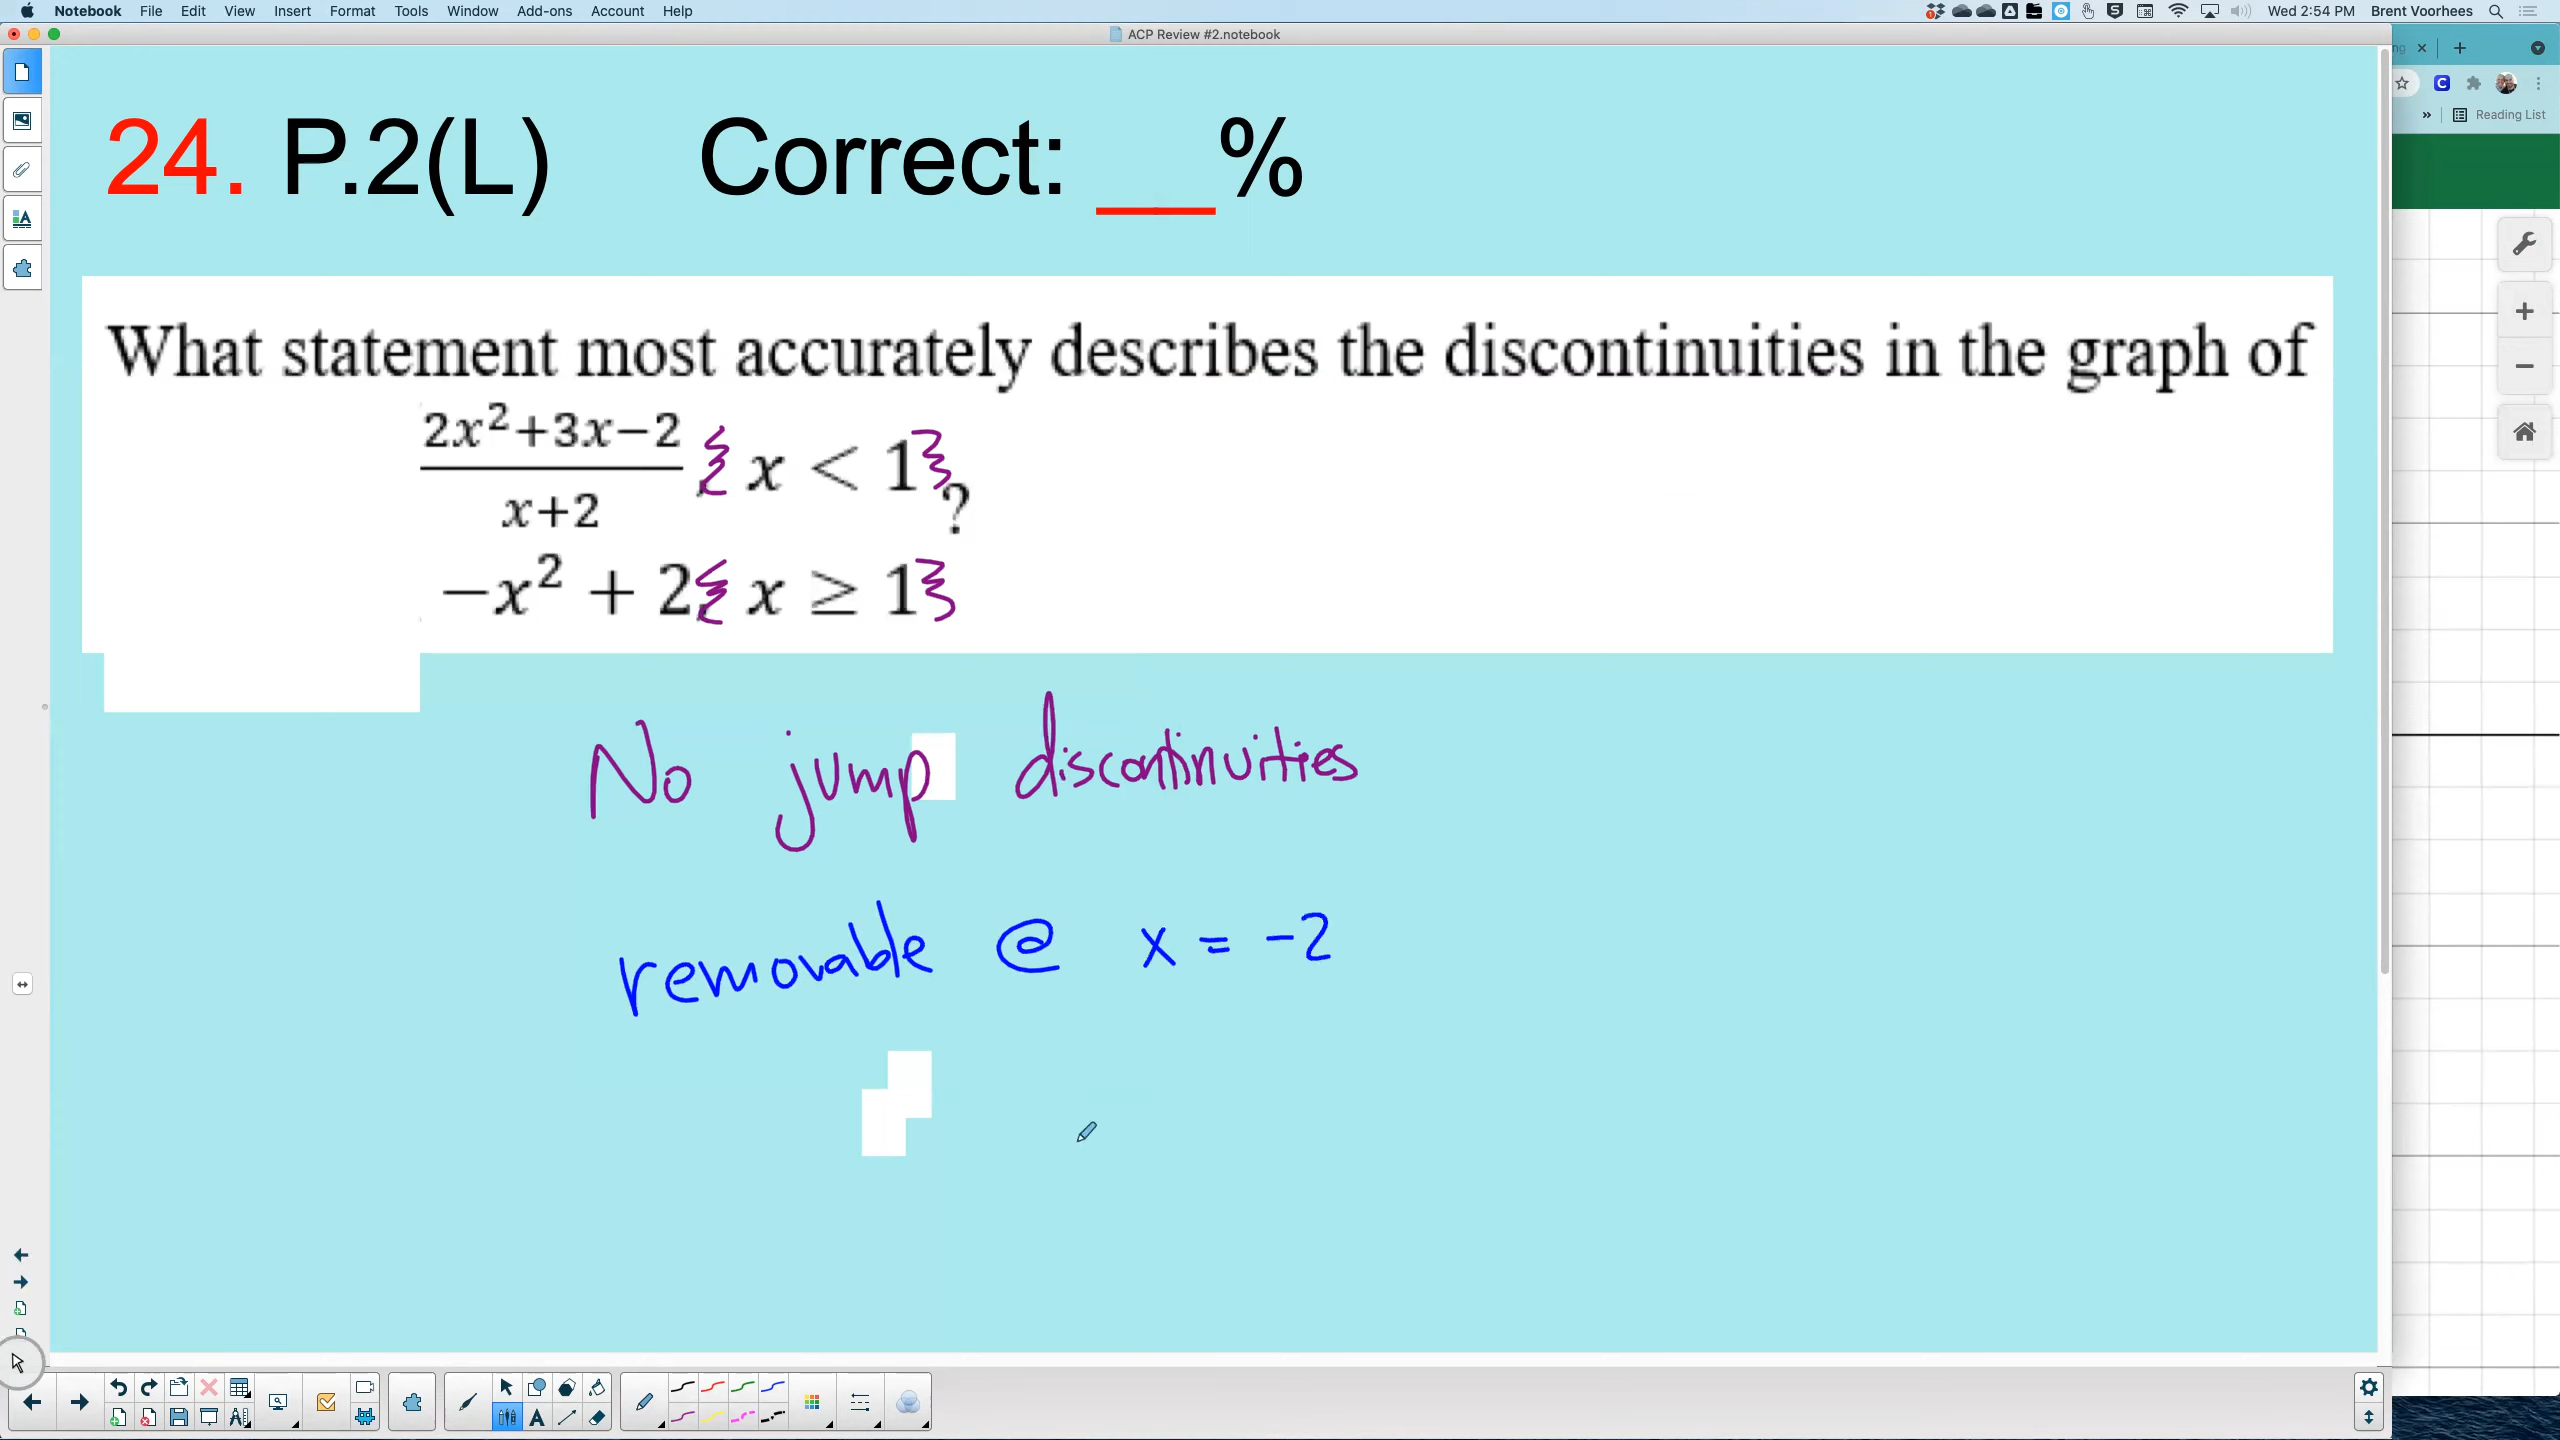 Notebook File Edit View Insert Format Tools Window Add-ons Account Help Wed 2:54 PM Brent Voorhees
ACP Review #2.notebook
Reading List
24. P.2(L) Correct: ___%
What statement most accurately describes the discontinuities in the graph of
2x²+3x−2
{ x < 1}
x+2
?
−x² + 2{ x ≥ 1}
No jump discontinuities
removable @ x = -2